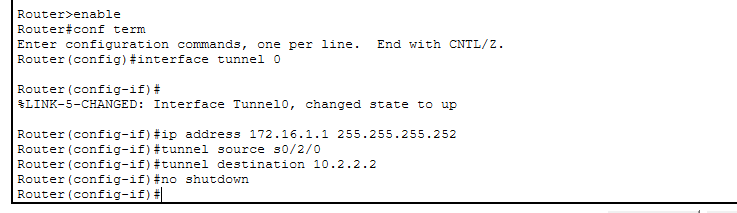 Router>enable
Router#conf term
Enter configuration commands, one per line.  End with CNTL/Z.
Router(config)#interface tunnel 0
Router(config-if)#
%LINK-5-CHANGED: Interface Tunnel0, changed state to up
Router(config-if)#ip address 172.16.1.1 255.255.255.252
Router(config-if)#tunnel source s0/2/0
Router(config-if)#tunnel destination 10.2.2.2
Router(config-if)#no shutdown
Router(config-if)#